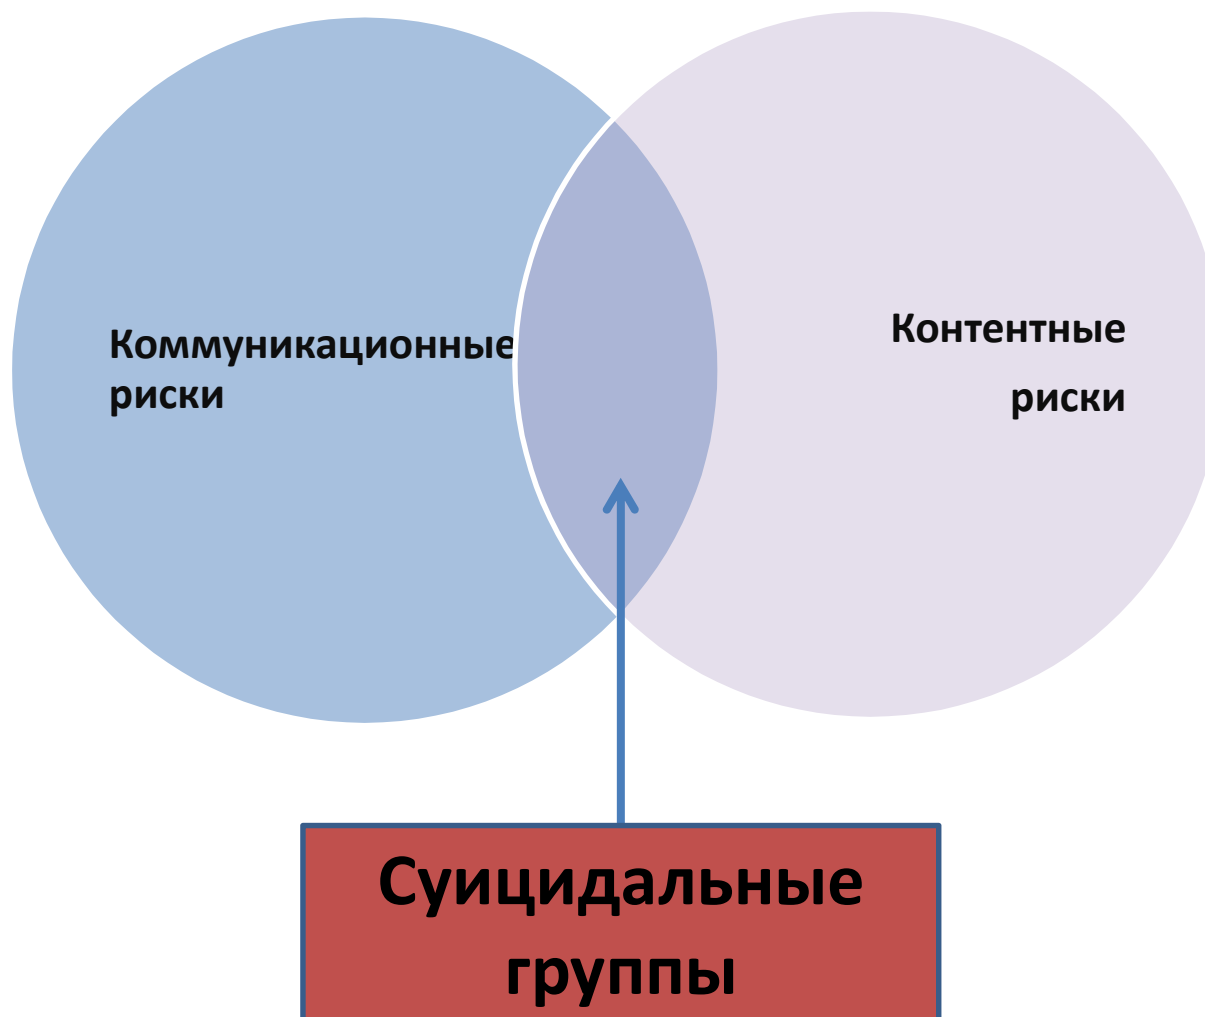 Коммуникационные
риски
Контентные
риски
Суицидальные
группы